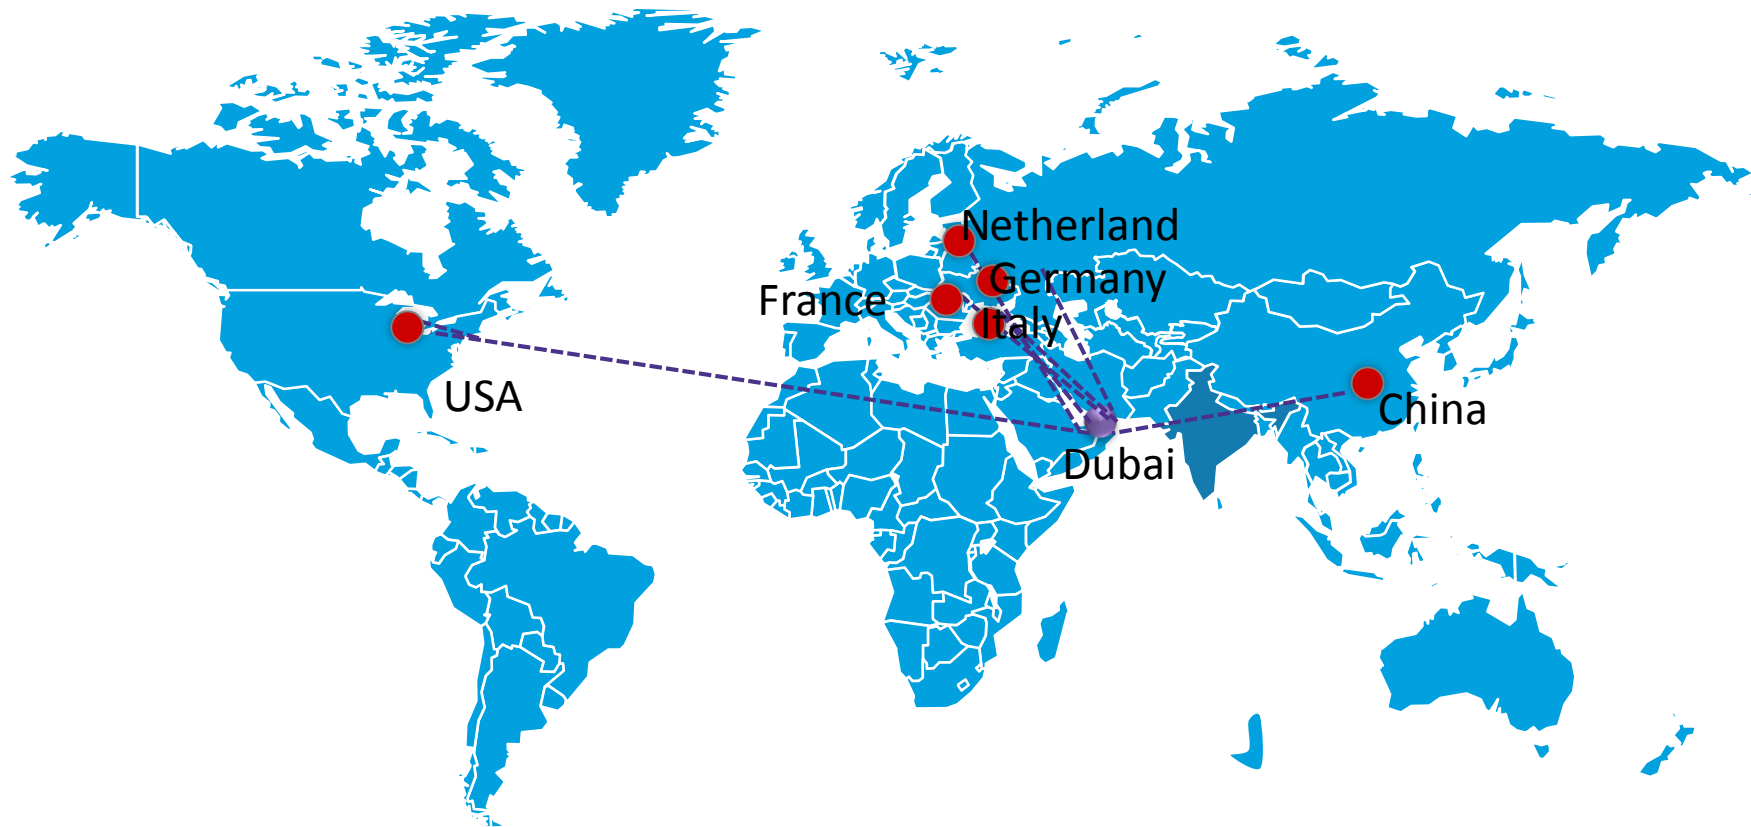 Netherland
Germany
France
Italy
USA
China
Dubai